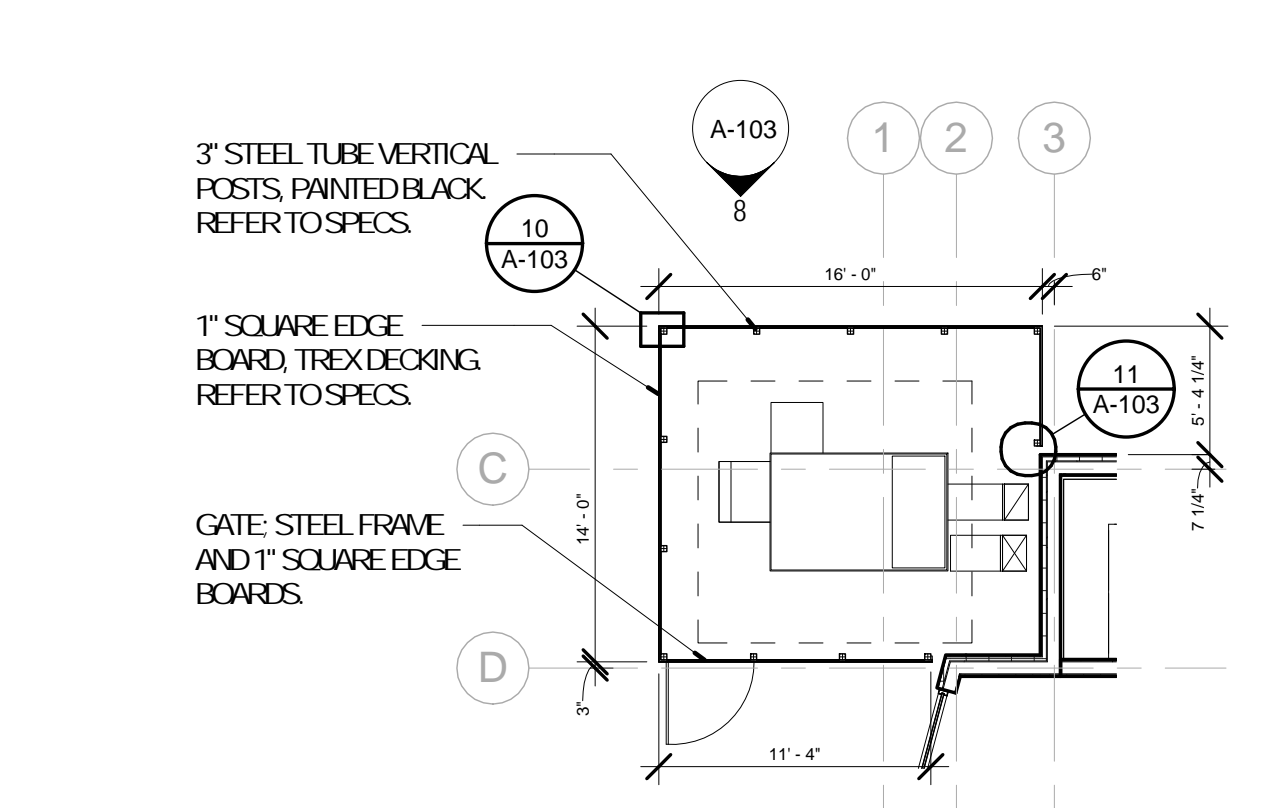 A-103
8
1
2
3
3" STEEL TUBE VERTICAL
POSTS, PAINTED BLACK.
REFER TO SPECS.
10
A-103
16' - 0"
6"
1" SQUARE EDGE
BOARD, TREX DECKING.
REFER TO SPECS.
11
A-103
5' - 4 1/4"
C
7 1/4"
14' - 0"
GATE; STEEL FRAME
AND 1" SQUARE EDGE
BOARDS.
D
3"
11' - 4"